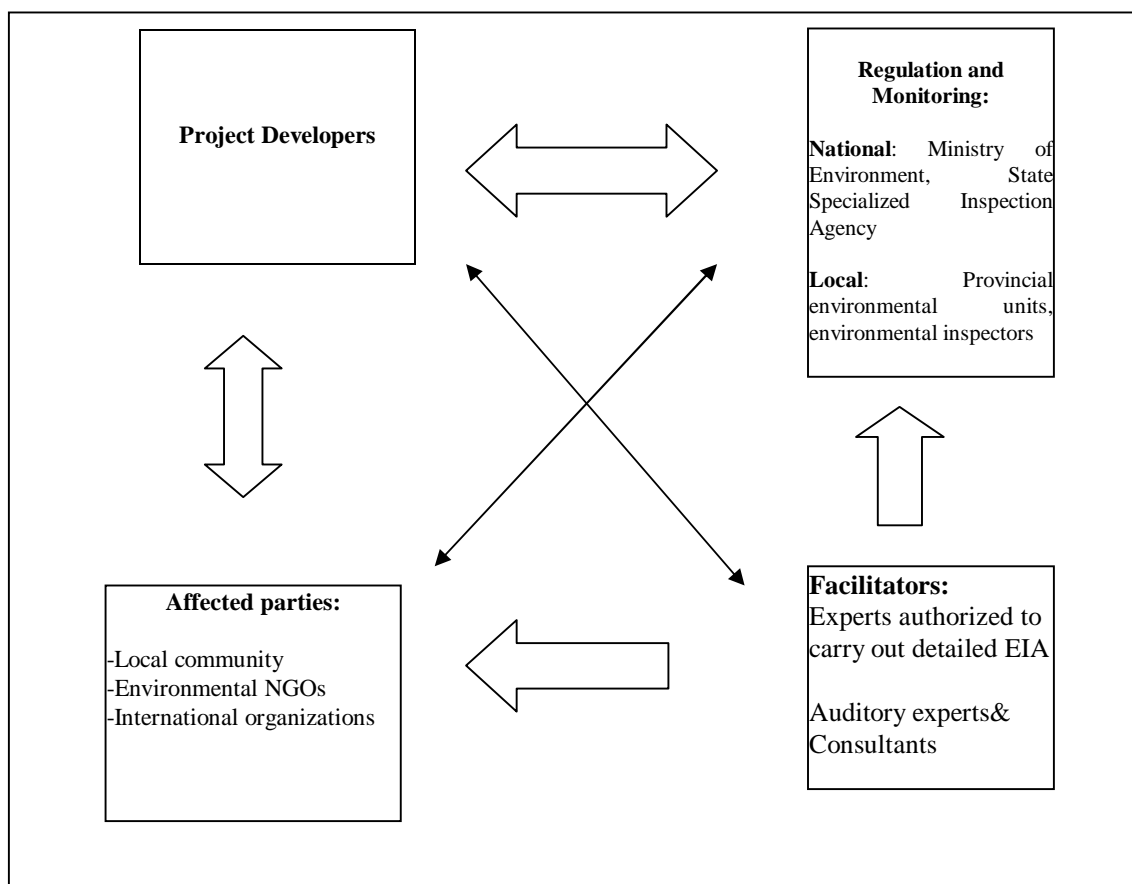 Project Developers
Regulation and
Monitoring:
National: Ministry of
Environment, State
Specialized Inspection
Agency
Local: Provincial
environmental units,
environmental inspectors
Affected parties:
-Local community
-Environmental NGOs
-International organizations
Facilitators:
Experts authorized to
carry out detailed EIA
Auditory experts&
Consultants